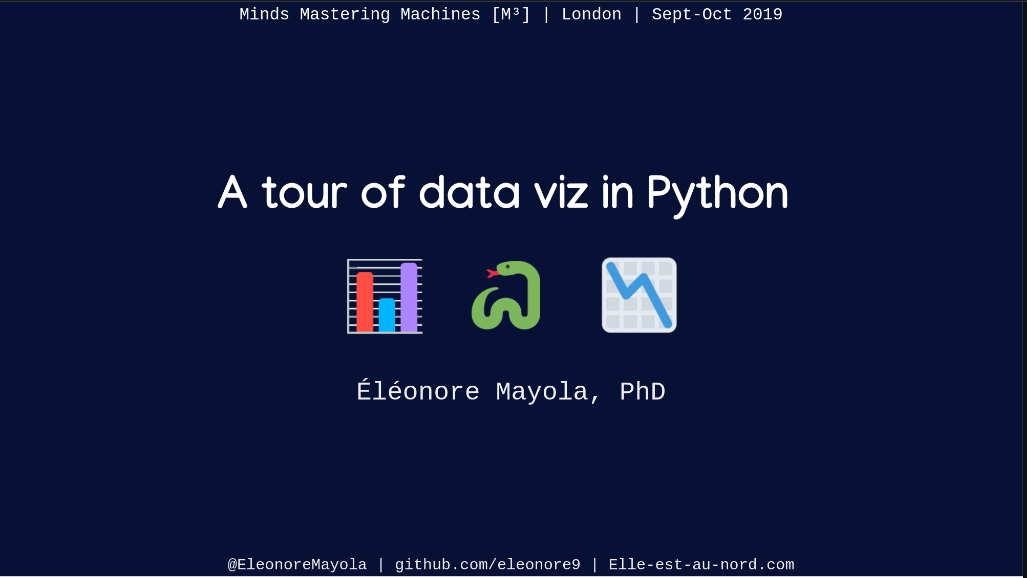 Minds Mastering Machines [M³] | London | Sept-Oct 2019
A tour of data viz in Python
Éléonore Mayola, PhD
@EleonoreMayola | github.com/eleonore9 | Elle-est-au-nord.com